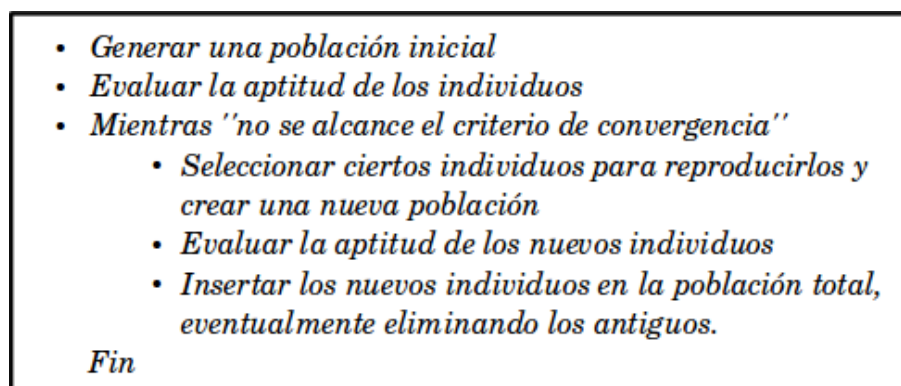 • Generar una población inicial
• Evaluar la aptitud de los individuos
• Mientras ''no se alcance el criterio de convergencia''
• Seleccionar ciertos individuos para reproducirlos y
crear una nueva población
• Evaluar la aptitud de los nuevos individuos
• Insertar los nuevos individuos en la población total,
eventualmente eliminando los antiguos.
Fin